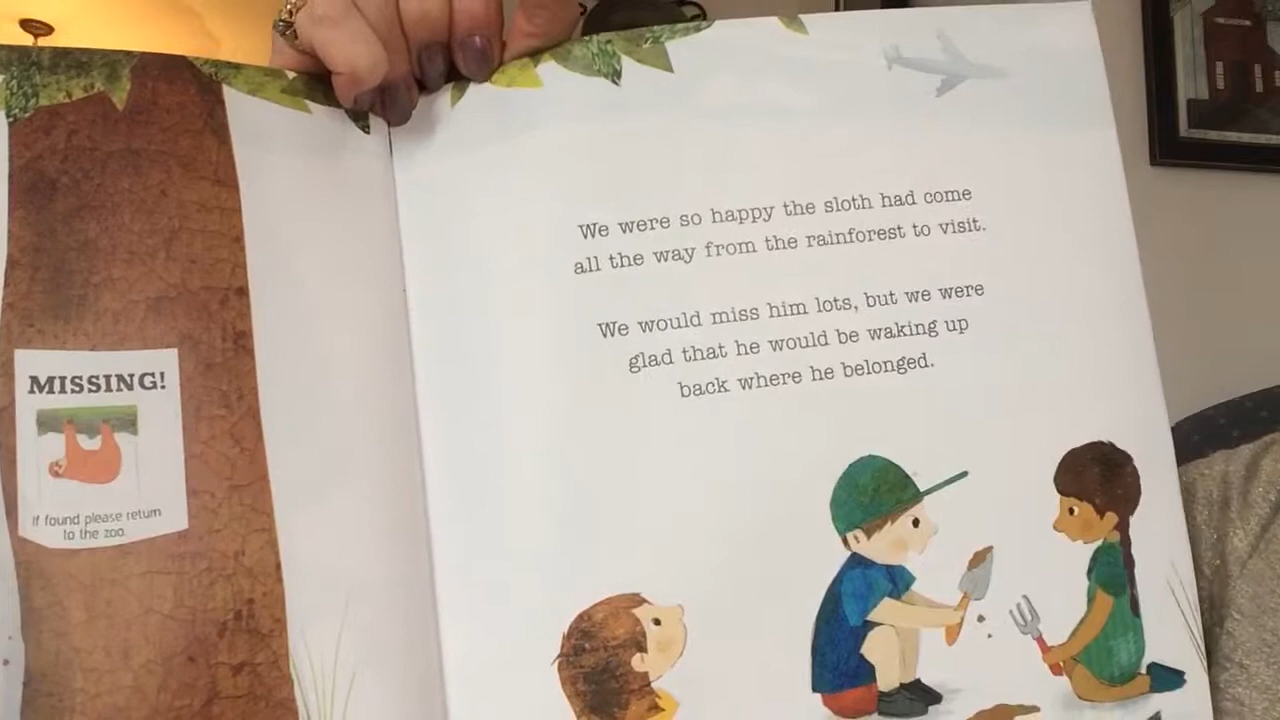 MISSING!
If found please return
to the zoo.
We were so happy the sloth had come
all the way from the rainforest to visit.
We would miss him lots, but we were
glad that he would be waking up
back where he belonged.